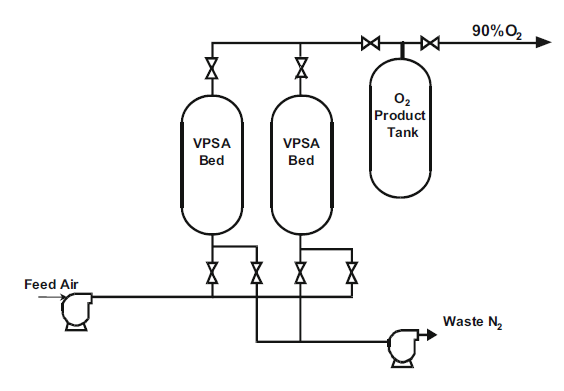 90%O₂
VPSA
Bed
VPSA
Bed
O₂
Product
Tank
Feed Air
Waste N₂